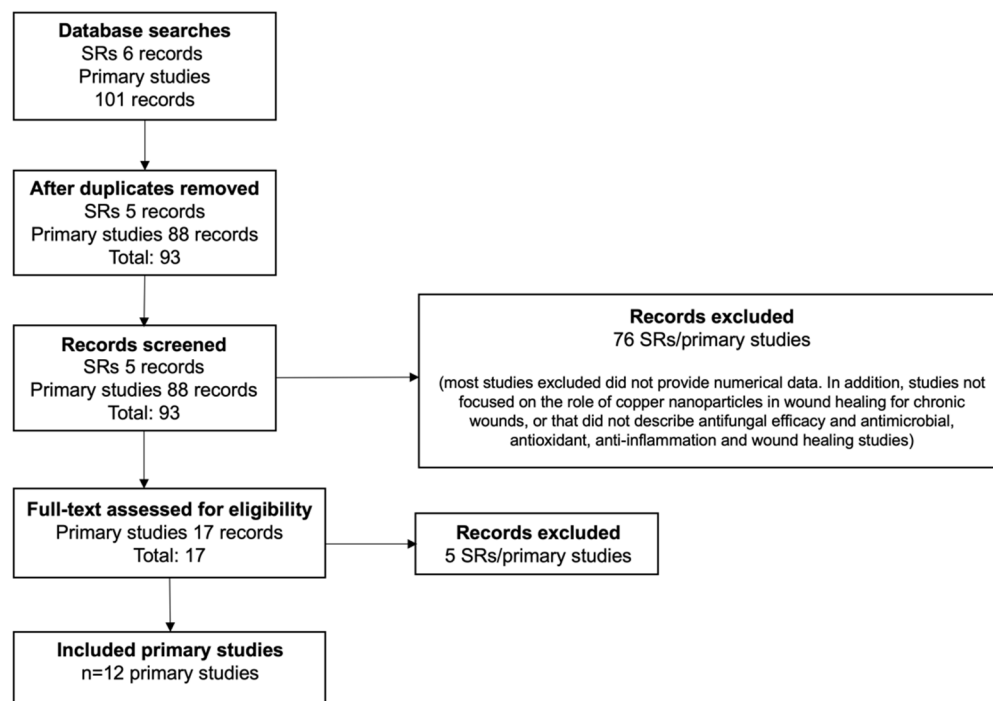 Database searches
SRs 6 records
Primary studies
101 records
After duplicates removed
SRs 5 records
Primary studies 88 records
Total: 93
Records screened
SRs 5 records
Primary studies 88 records
Total: 93
Records excluded
76 SRs/primary studies
(most studies excluded did not provide numerical data. In addition, studies not
focused on the role of copper nanoparticles in wound healing for chronic
wounds, or that did not describe antifungal efficacy and antimicrobial,
antioxidant, anti-inflammation and wound healing studies)
Full-text assessed for eligibility
Primary studies 17 records
Total: 17
Records excluded
5 SRs/primary studies
Included primary studies
n=12 primary studies